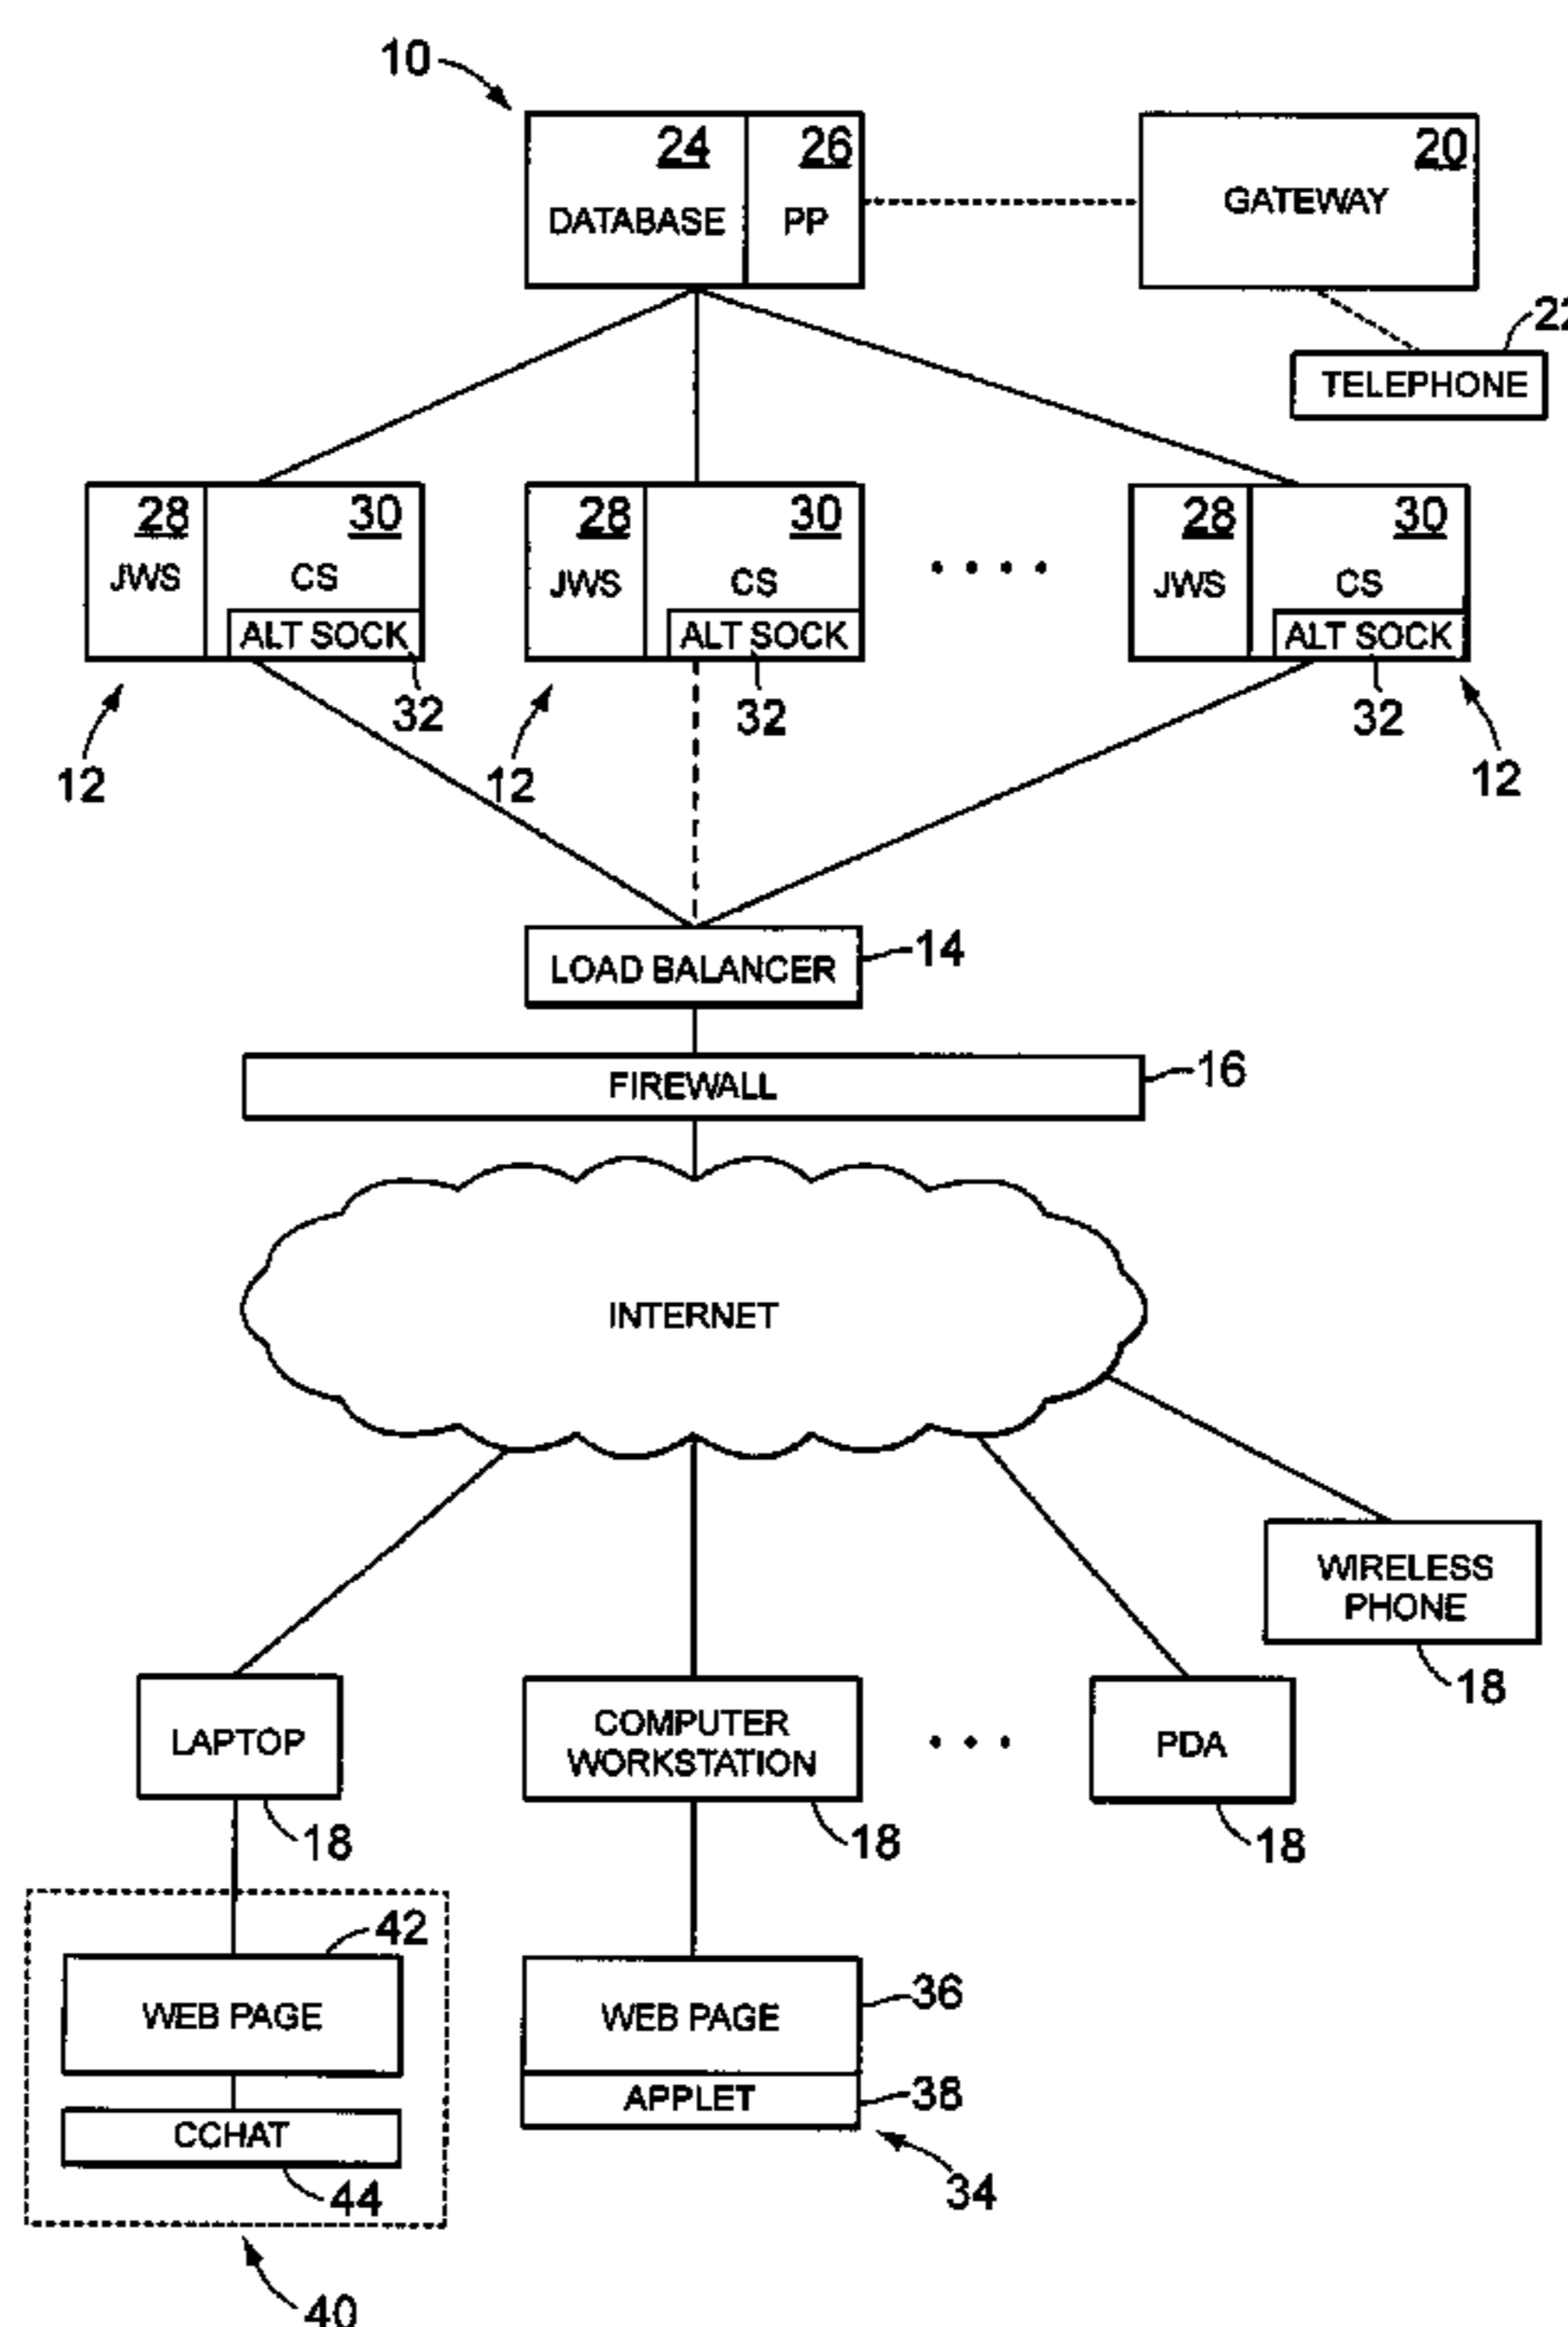 10
24
26
20
DATABASE
PP
GATEWAY
22
TELEPHONE
28
30
28
30
28
30
JWS
CS
JWS
CS
JWS
CS
ALT SOCK
ALT SOCK
ALT SOCK
32
32
32
12
12
12
LOAD BALANCER
14
FIREWALL
16
INTERNET
WIRELESS
PHONE
18
LAPTOP
COMPUTER
WORKSTATION
PDA
18
18
18
42
WEB PAGE
WEB PAGE
36
CCHAT
APPLET
38
44
34
40